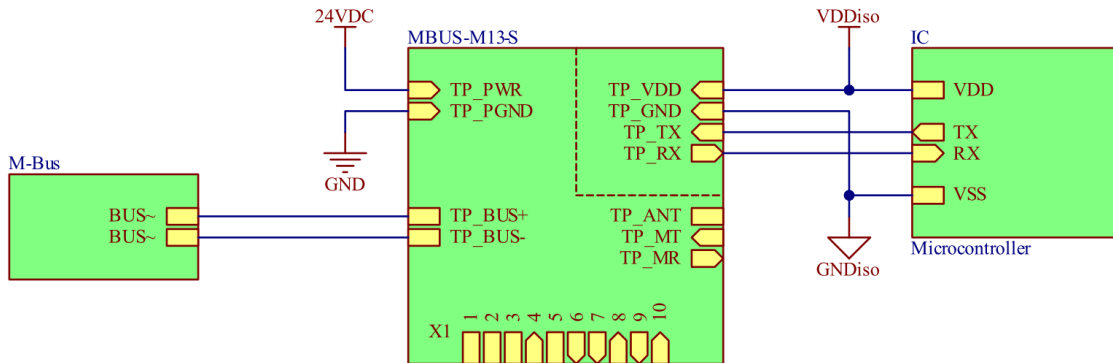 24VDC
VDDiso
MBUS-M13-S
IC
TP_PWR
TP_VDD
VDD
TP_PGND
TP_GND
TP_TX
TX
TP_RX
RX
M-Bus
GND
VSS
BUS~
TP_BUS+
TP_ANT
BUS~
TP_BUS-
TP_MT
Microcontroller
TP_MR
GNDiso
X1
1 2 3 4 5 6 7 8 9 10